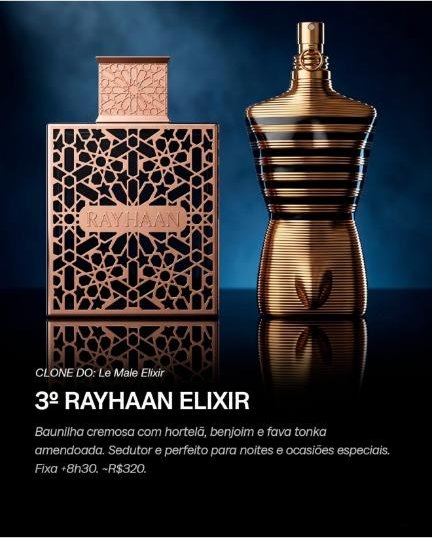 RAYHAAN
CLONE DO: Le Male Elixir
3º RAYHAAN ELIXIR
Baunilha cremosa com hortelã, benjoim e fava tonka
amendoada. Sedutor e perfeito para noites e ocasiões especiais.
Fixa +8h30. ~R$320.